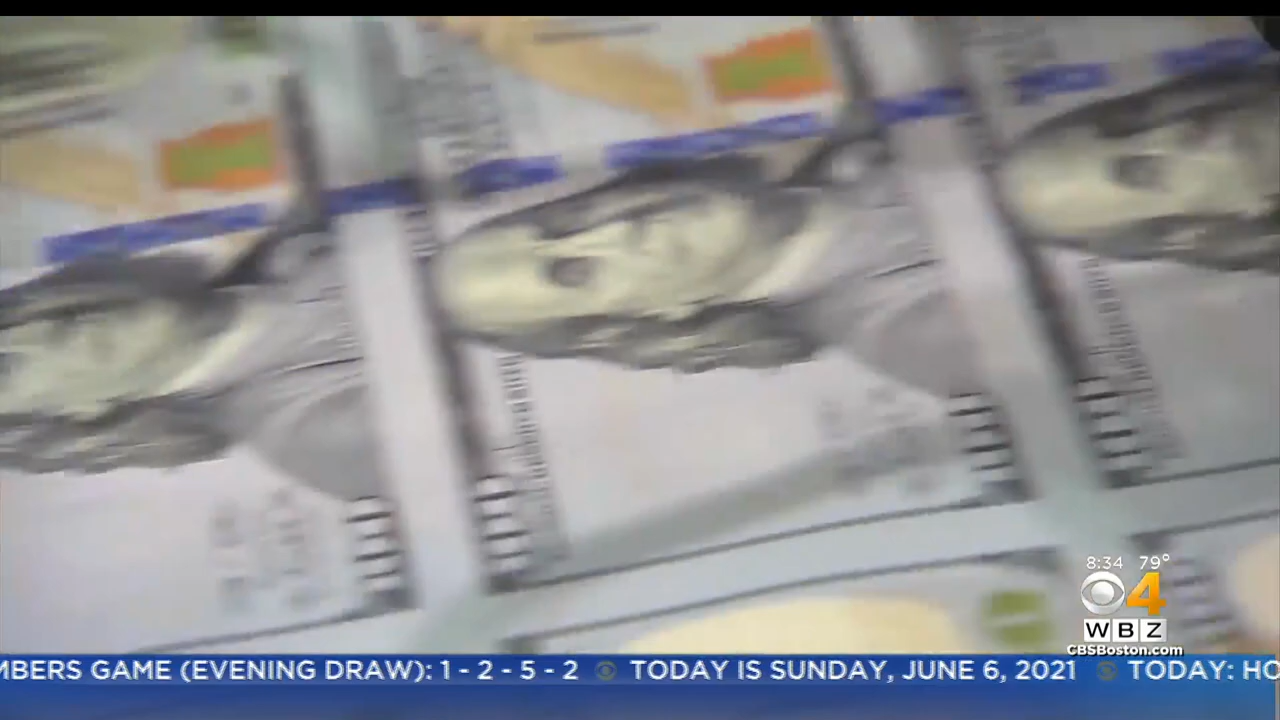 8:34 79°
4
WBZ
CBSBoston.com
MBERS GAME (EVENING DRAW): 1 - 2 - 5 - 2 TODAY IS SUNDAY, JUNE 6, 2021 TODAY: HO